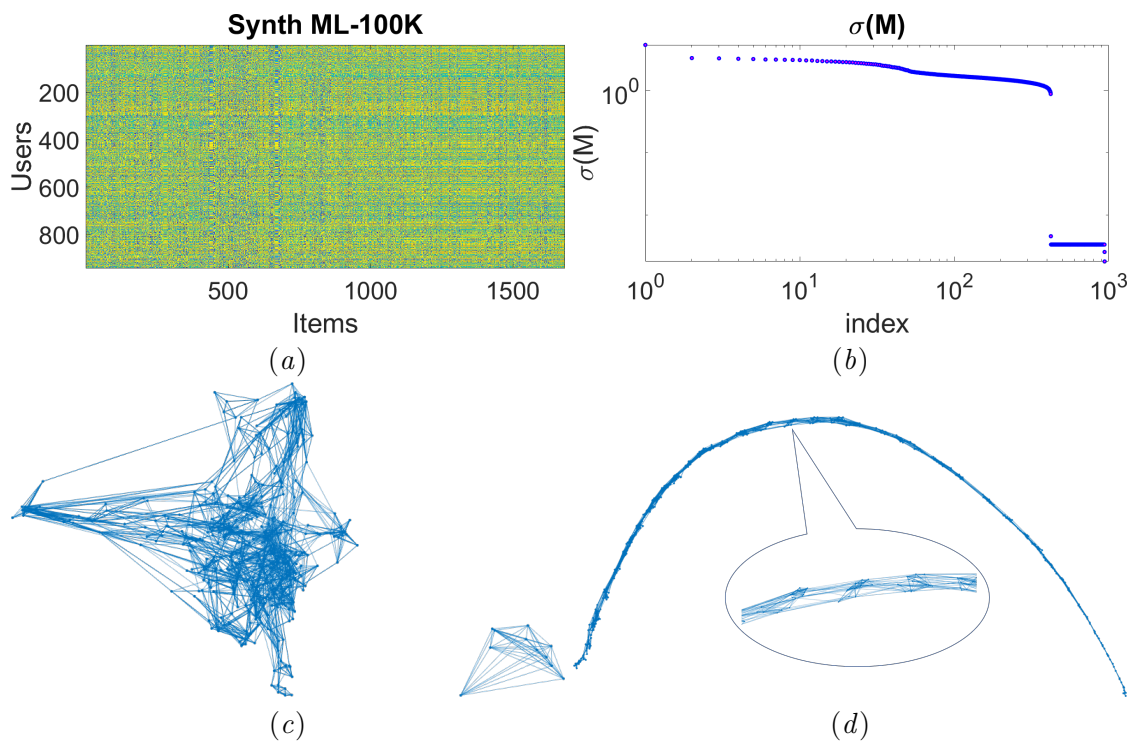 Synth ML-100K
Users
200
400
600
800
500
1000
1500
Items
(a)
σ(M)
σ(M)
10^0
10^0
10^1
10^2
10^3
index
(b)
(c)
(d)